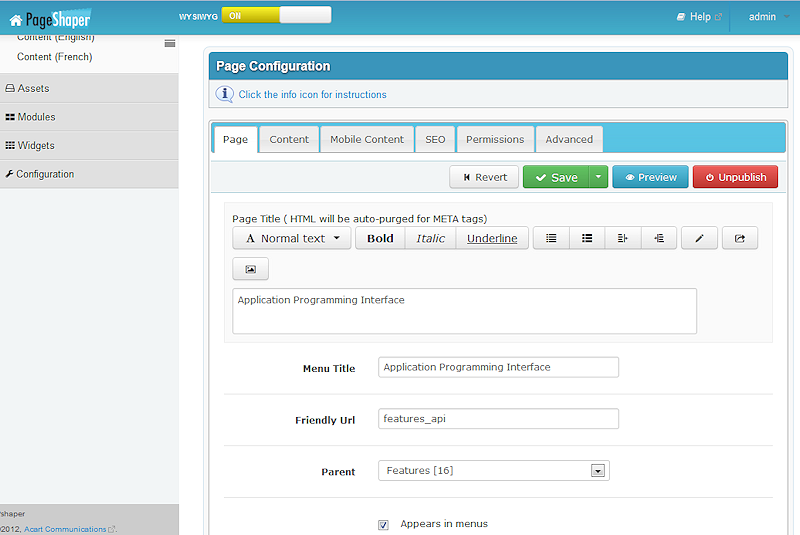 PageShaper WYSIWYG ON Help admin
Content (English)
Content (French)
Assets
Modules
Widgets
Configuration
Page Configuration
Click the info icon for instructions
Page Content Mobile Content SEO Permissions Advanced
Revert Save Preview Unpublish
Page Title ( HTML will be auto-purged for META tags)
A Normal text Bold Italic Underline
Application Programming Interface
Menu Title Application Programming Interface
Friendly Url features_api
Parent Features [16]
Appears in menus
shaper
2012, Acart Communications